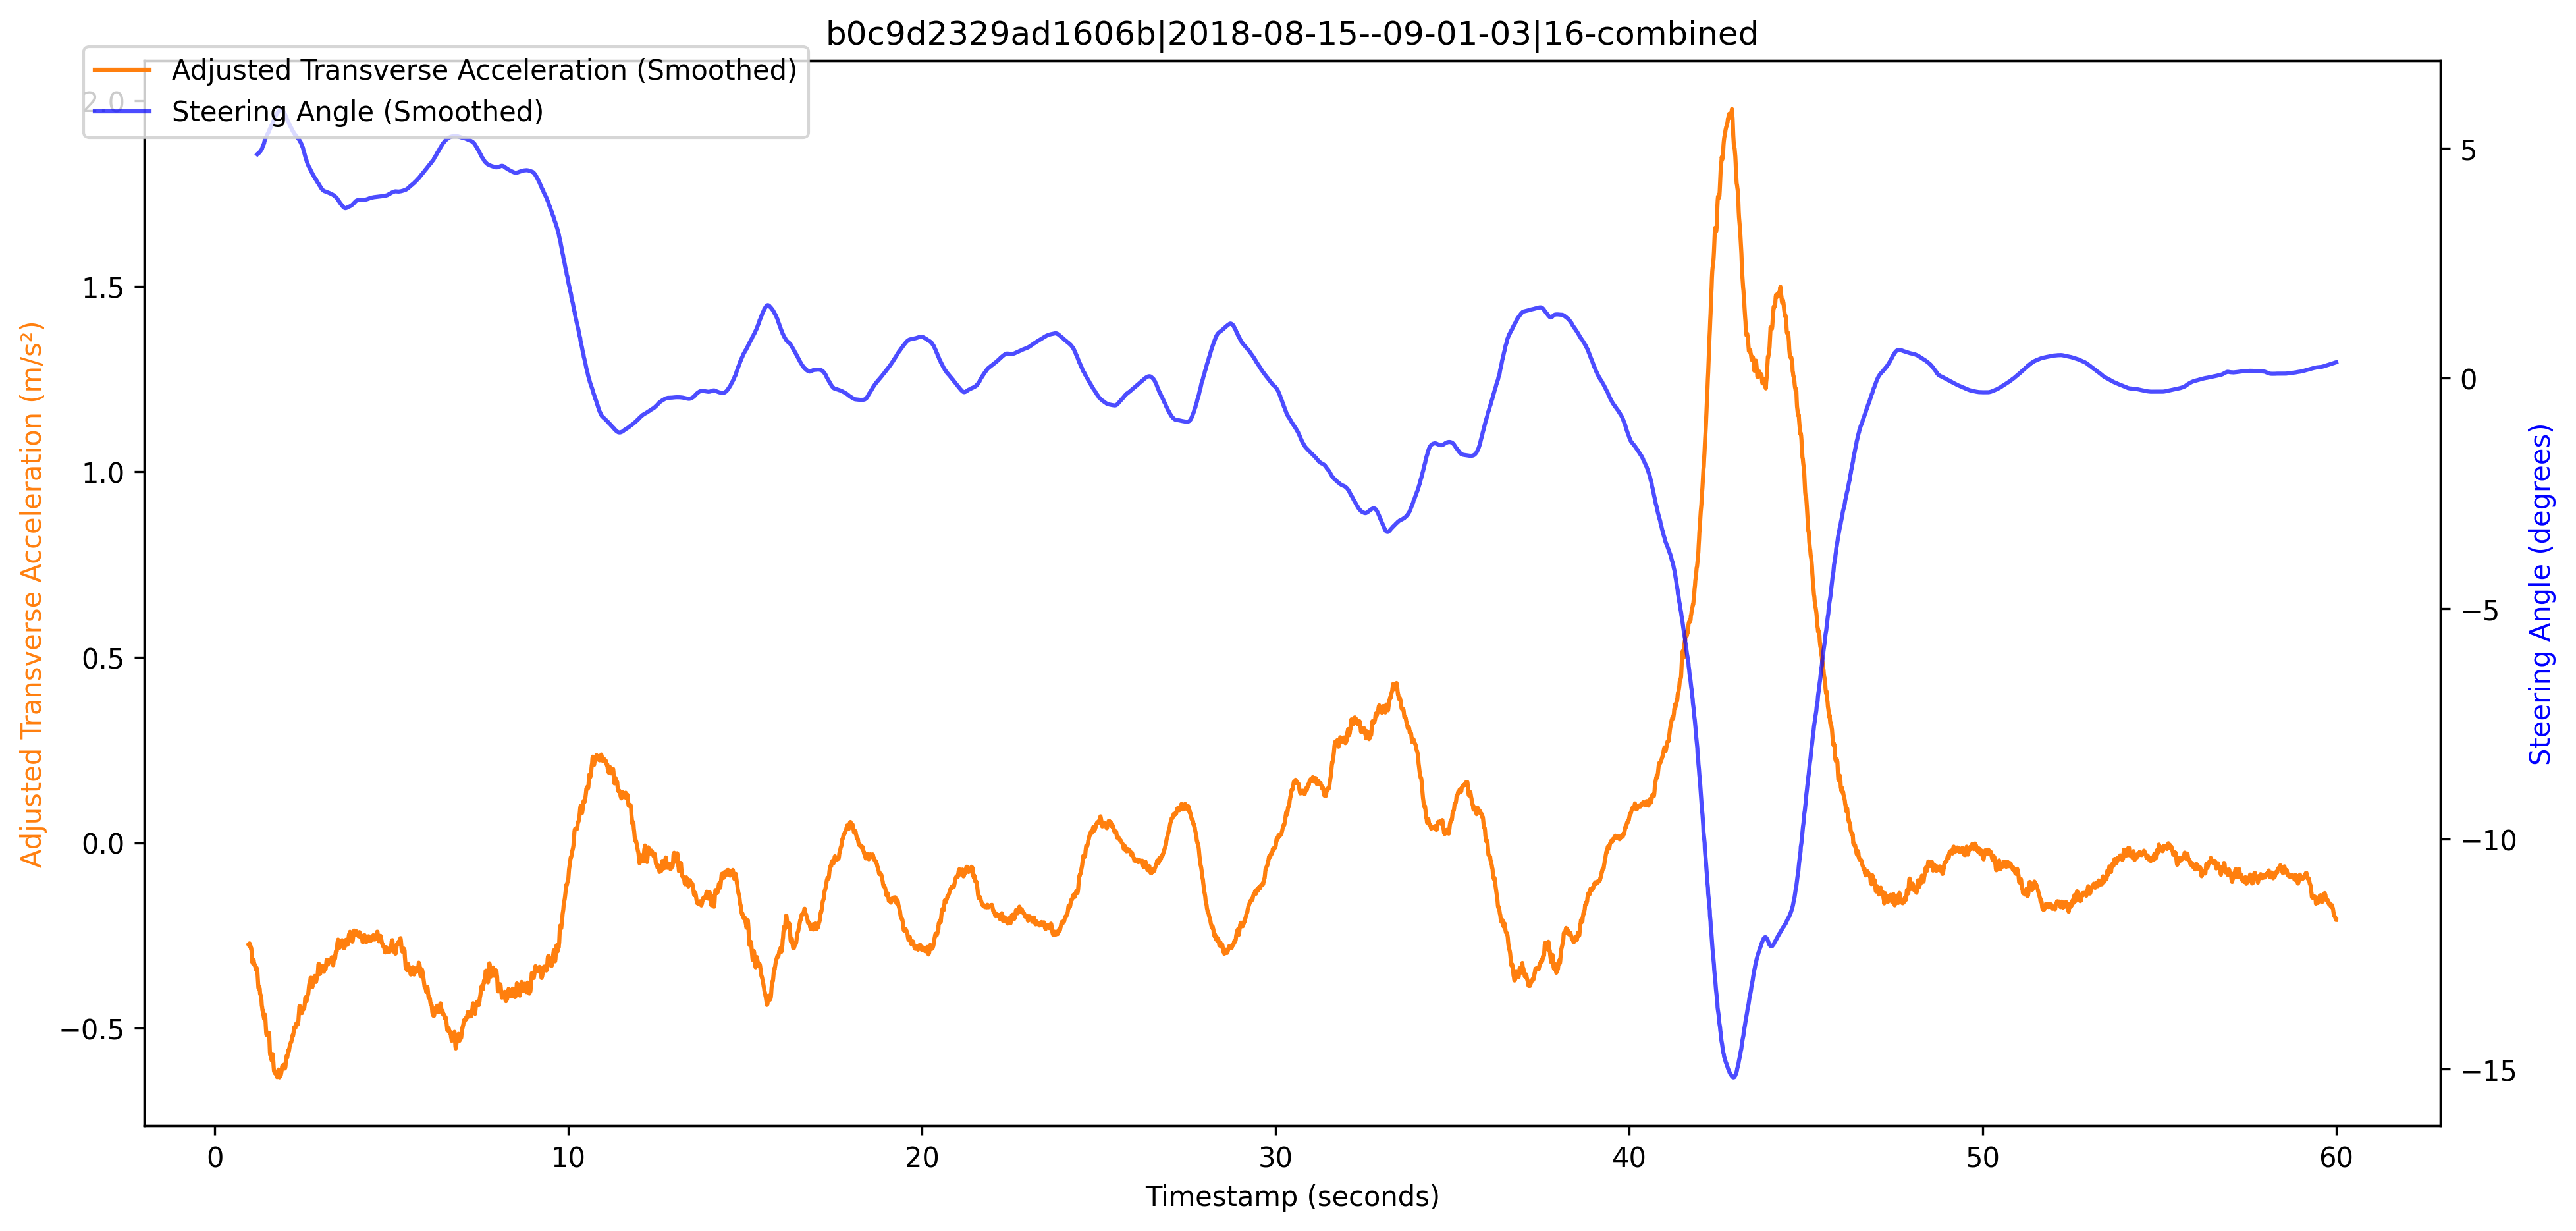 b0c9d2329ad1606b|2018-08-15--09-01-03|16-combined
Adjusted Transverse Acceleration (Smoothed)
Steering Angle (Smoothed)
2.0
1.5
1.0
0.5
0.0
−0.5
Adjusted Transverse Acceleration (m/s²)
5
0
−5
−10
−15
Steering Angle (degrees)
0 10 20 30 40 50 60
Timestamp (seconds)